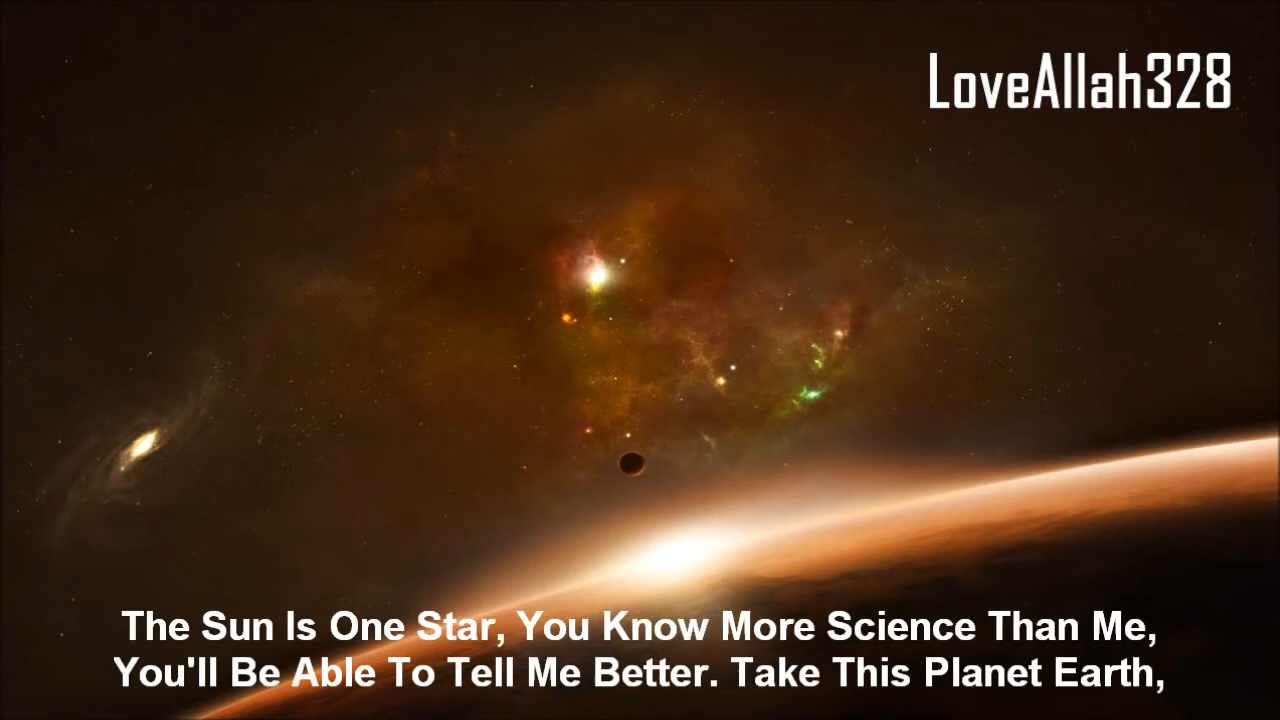 LoveAllah328
The Sun Is One Star, You Know More Science Than Me,
You'll Be Able To Tell Me Better. Take This Planet Earth,